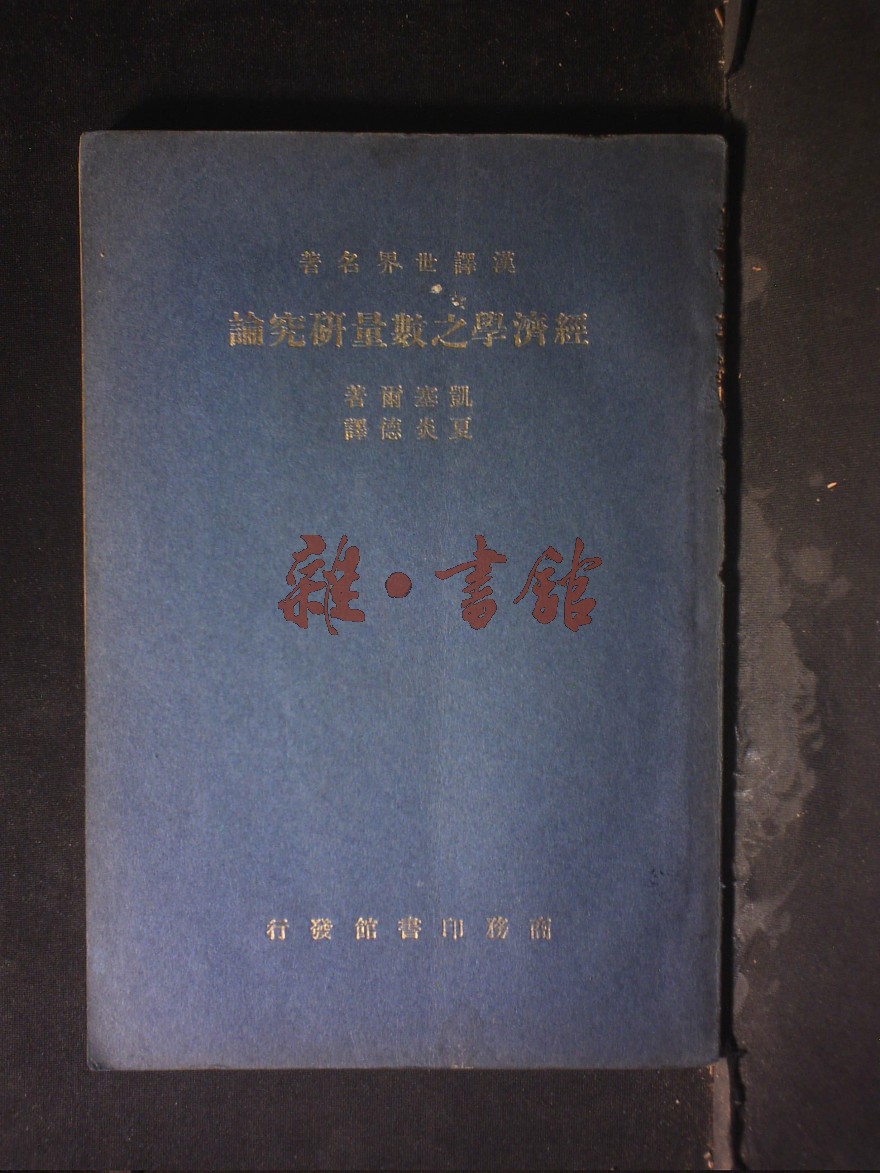 漢譯世界名著
經濟學之數量研究論
凱塞爾著
夏炎德譯
雜·書館
商務印書館發行